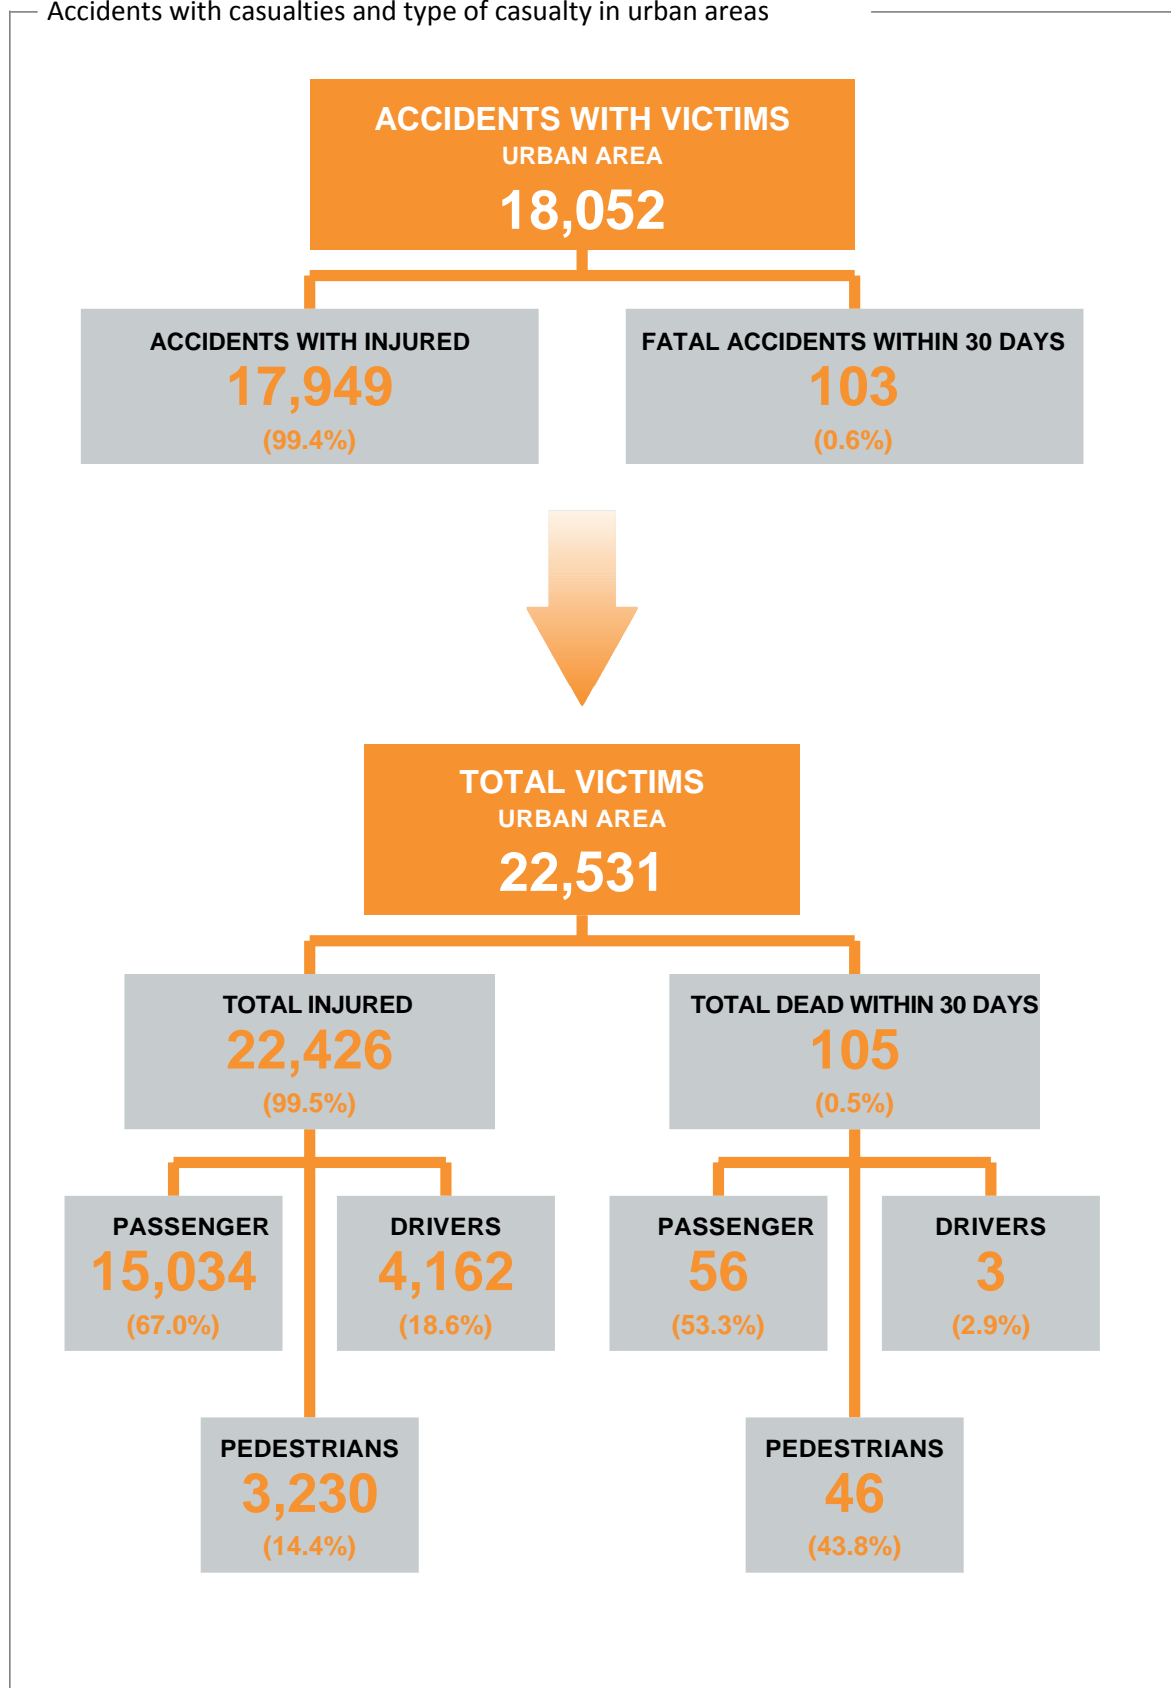 Accidents with casualties and type of casualty in urban areas
ACCIDENTS WITH VICTIMS
URBAN AREA
18,052
ACCIDENTS WITH INJURED
17,949
(99.4%)
FATAL ACCIDENTS WITHIN 30 DAYS
103
(0.6%)
TOTAL VICTIMS
URBAN AREA
22,531
TOTAL INJURED
22,426
(99.5%)
TOTAL DEAD WITHIN 30 DAYS
105
(0.5%)
PASSENGER
15,034
(67.0%)
DRIVERS
4,162
(18.6%)
PASSENGER
56
(53.3%)
DRIVERS
3
(2.9%)
PEDESTRIANS
3,230
(14.4%)
PEDESTRIANS
46
(43.8%)